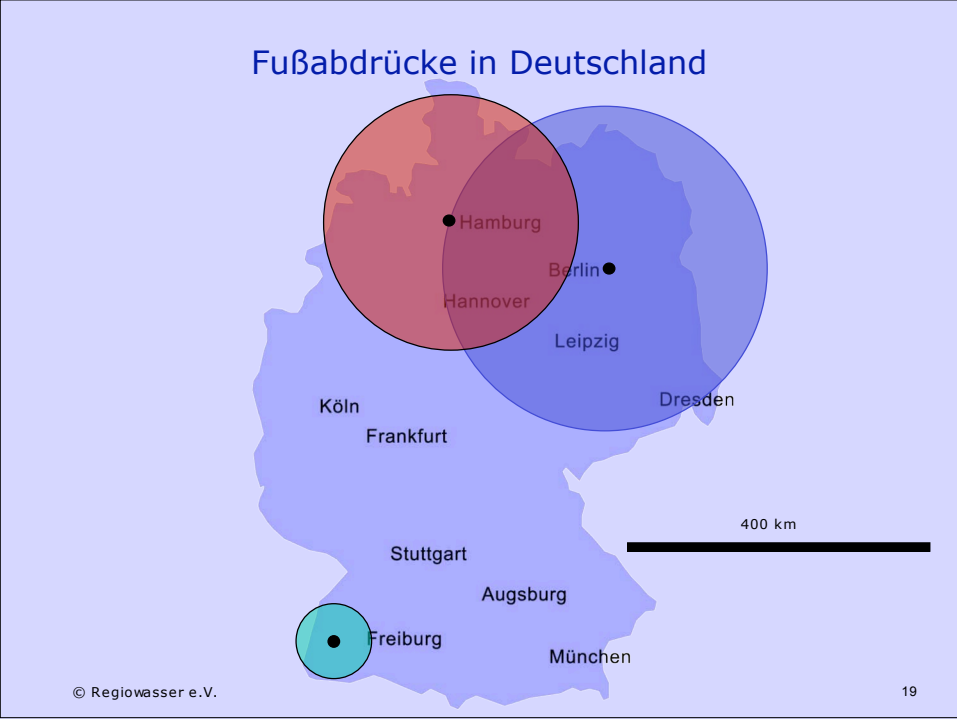 Fußabdrücke in Deutschland
Hamburg
Berlin
Hannover
Leipzig
Dresden
Köln
Frankfurt
400 km
Stuttgart
Augsburg
Freiburg
München
© Regiowasser e.V.
19